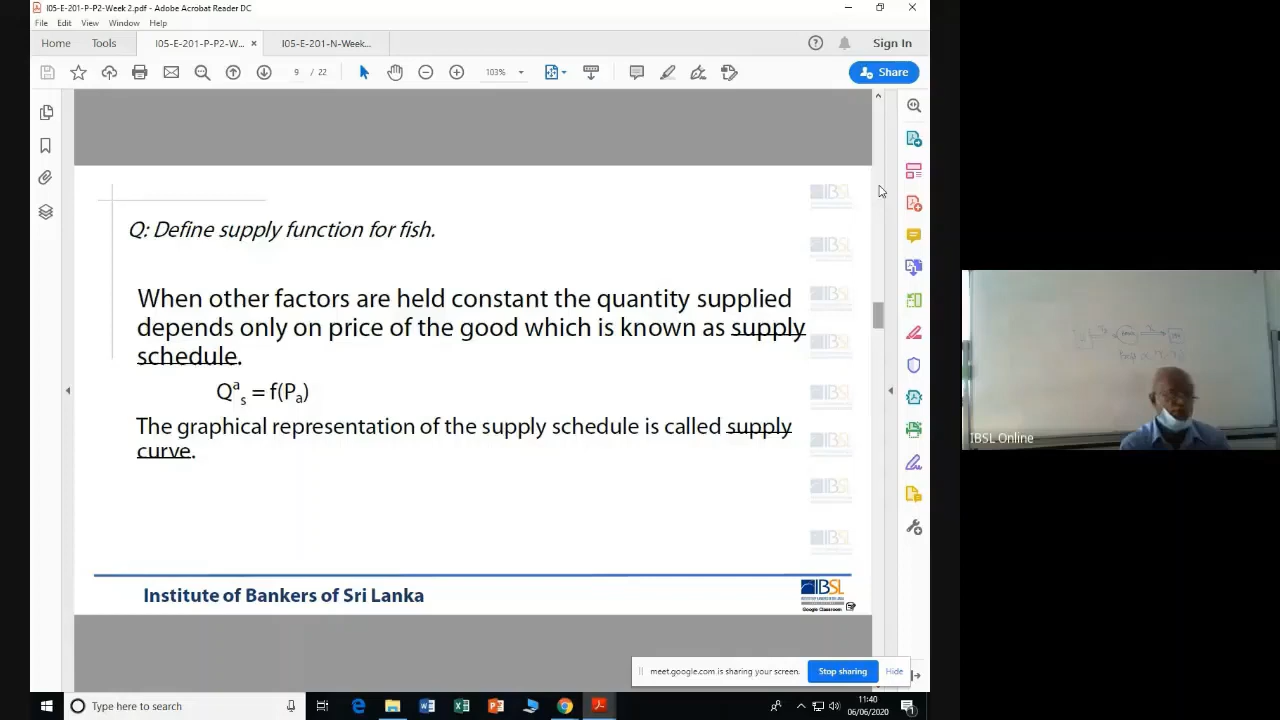 I05-E-201-P-P2-Week 2.pdf - Adobe Acrobat Reader DC
File Edit View Window Help
Home Tools I05-E-201-P-P2-W... × I05-E-201-N-Week... Sign In
9 / 22 103% Share
Q: Define supply function for fish.
When other factors are held constant the quantity supplied
depends only on price of the good which is known as supply
schedule.
Qᵃₛ = f(Pₐ)
The graphical representation of the supply schedule is called supply
curve.
Institute of Bankers of Sri Lanka
IBSL
Google Classroom
meet.google.com is sharing your screen. Stop sharing Hide
Type here to search
11:40
06/06/2020
IBSL Online